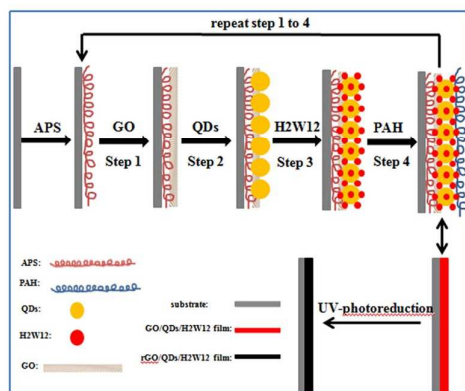 repeat step 1 to 4
APS
GO
QDs
H2W12
PAH
Step 1
Step 2
Step 3
Step 4
APS:
PAH:
QDs:
H2W12:
GO:
substrate:
GO/QDs/H2W12 film:
rGO/QDs/H2W12 film:
UV-photoreduction